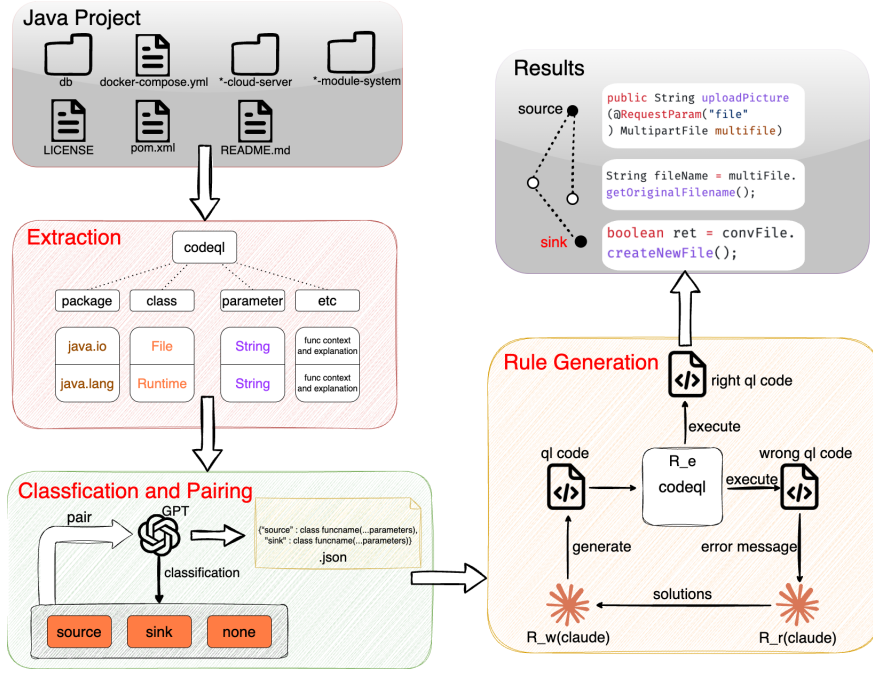 Java Project
db
docker-compose.yml
*-cloud-server
*-module-system
LICENSE
pom.xml
README.md
Extraction
codeql
package
class
parameter
etc
java.io
File
String
func context
and explanation
java.lang
Runtime
String
func context
and explanation
Classfication and Pairing
pair
GPT
classification
{"source" : class funcname(...parameters),
"sink" : class funcname(...parameters)}
.json
source
sink
none
Rule Generation
right ql code
execute
ql code
R_e
codeql
execute
wrong ql code
generate
error message
solutions
R_w(claude)
R_r(claude)
Results
source
public String uploadPicture
(@RequestParam("file"
) MultipartFile multifile)
String fileName = multiFile.
getOriginalFilename();
sink
boolean ret = convFile.
createNewFile();